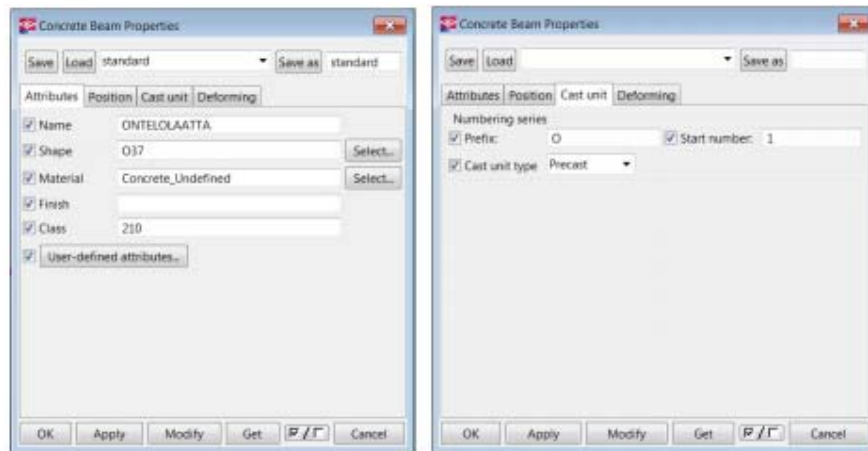 Concrete Beam Properties
Save Load standard Save as standard
Attributes Position Cast unit Deforming
Name ONTELOLAATTA
Shape O37 Select...
Material Concrete_Undefined Select...
Finish
Class 210
User-defined attributes...
OK Apply Modify Get Cancel
Concrete Beam Properties
Save Load Save as
Attributes Position Cast unit Deforming
Numbering series
Prefix: O Start number: 1
Cast unit type Precast
OK Apply Modify Get Cancel